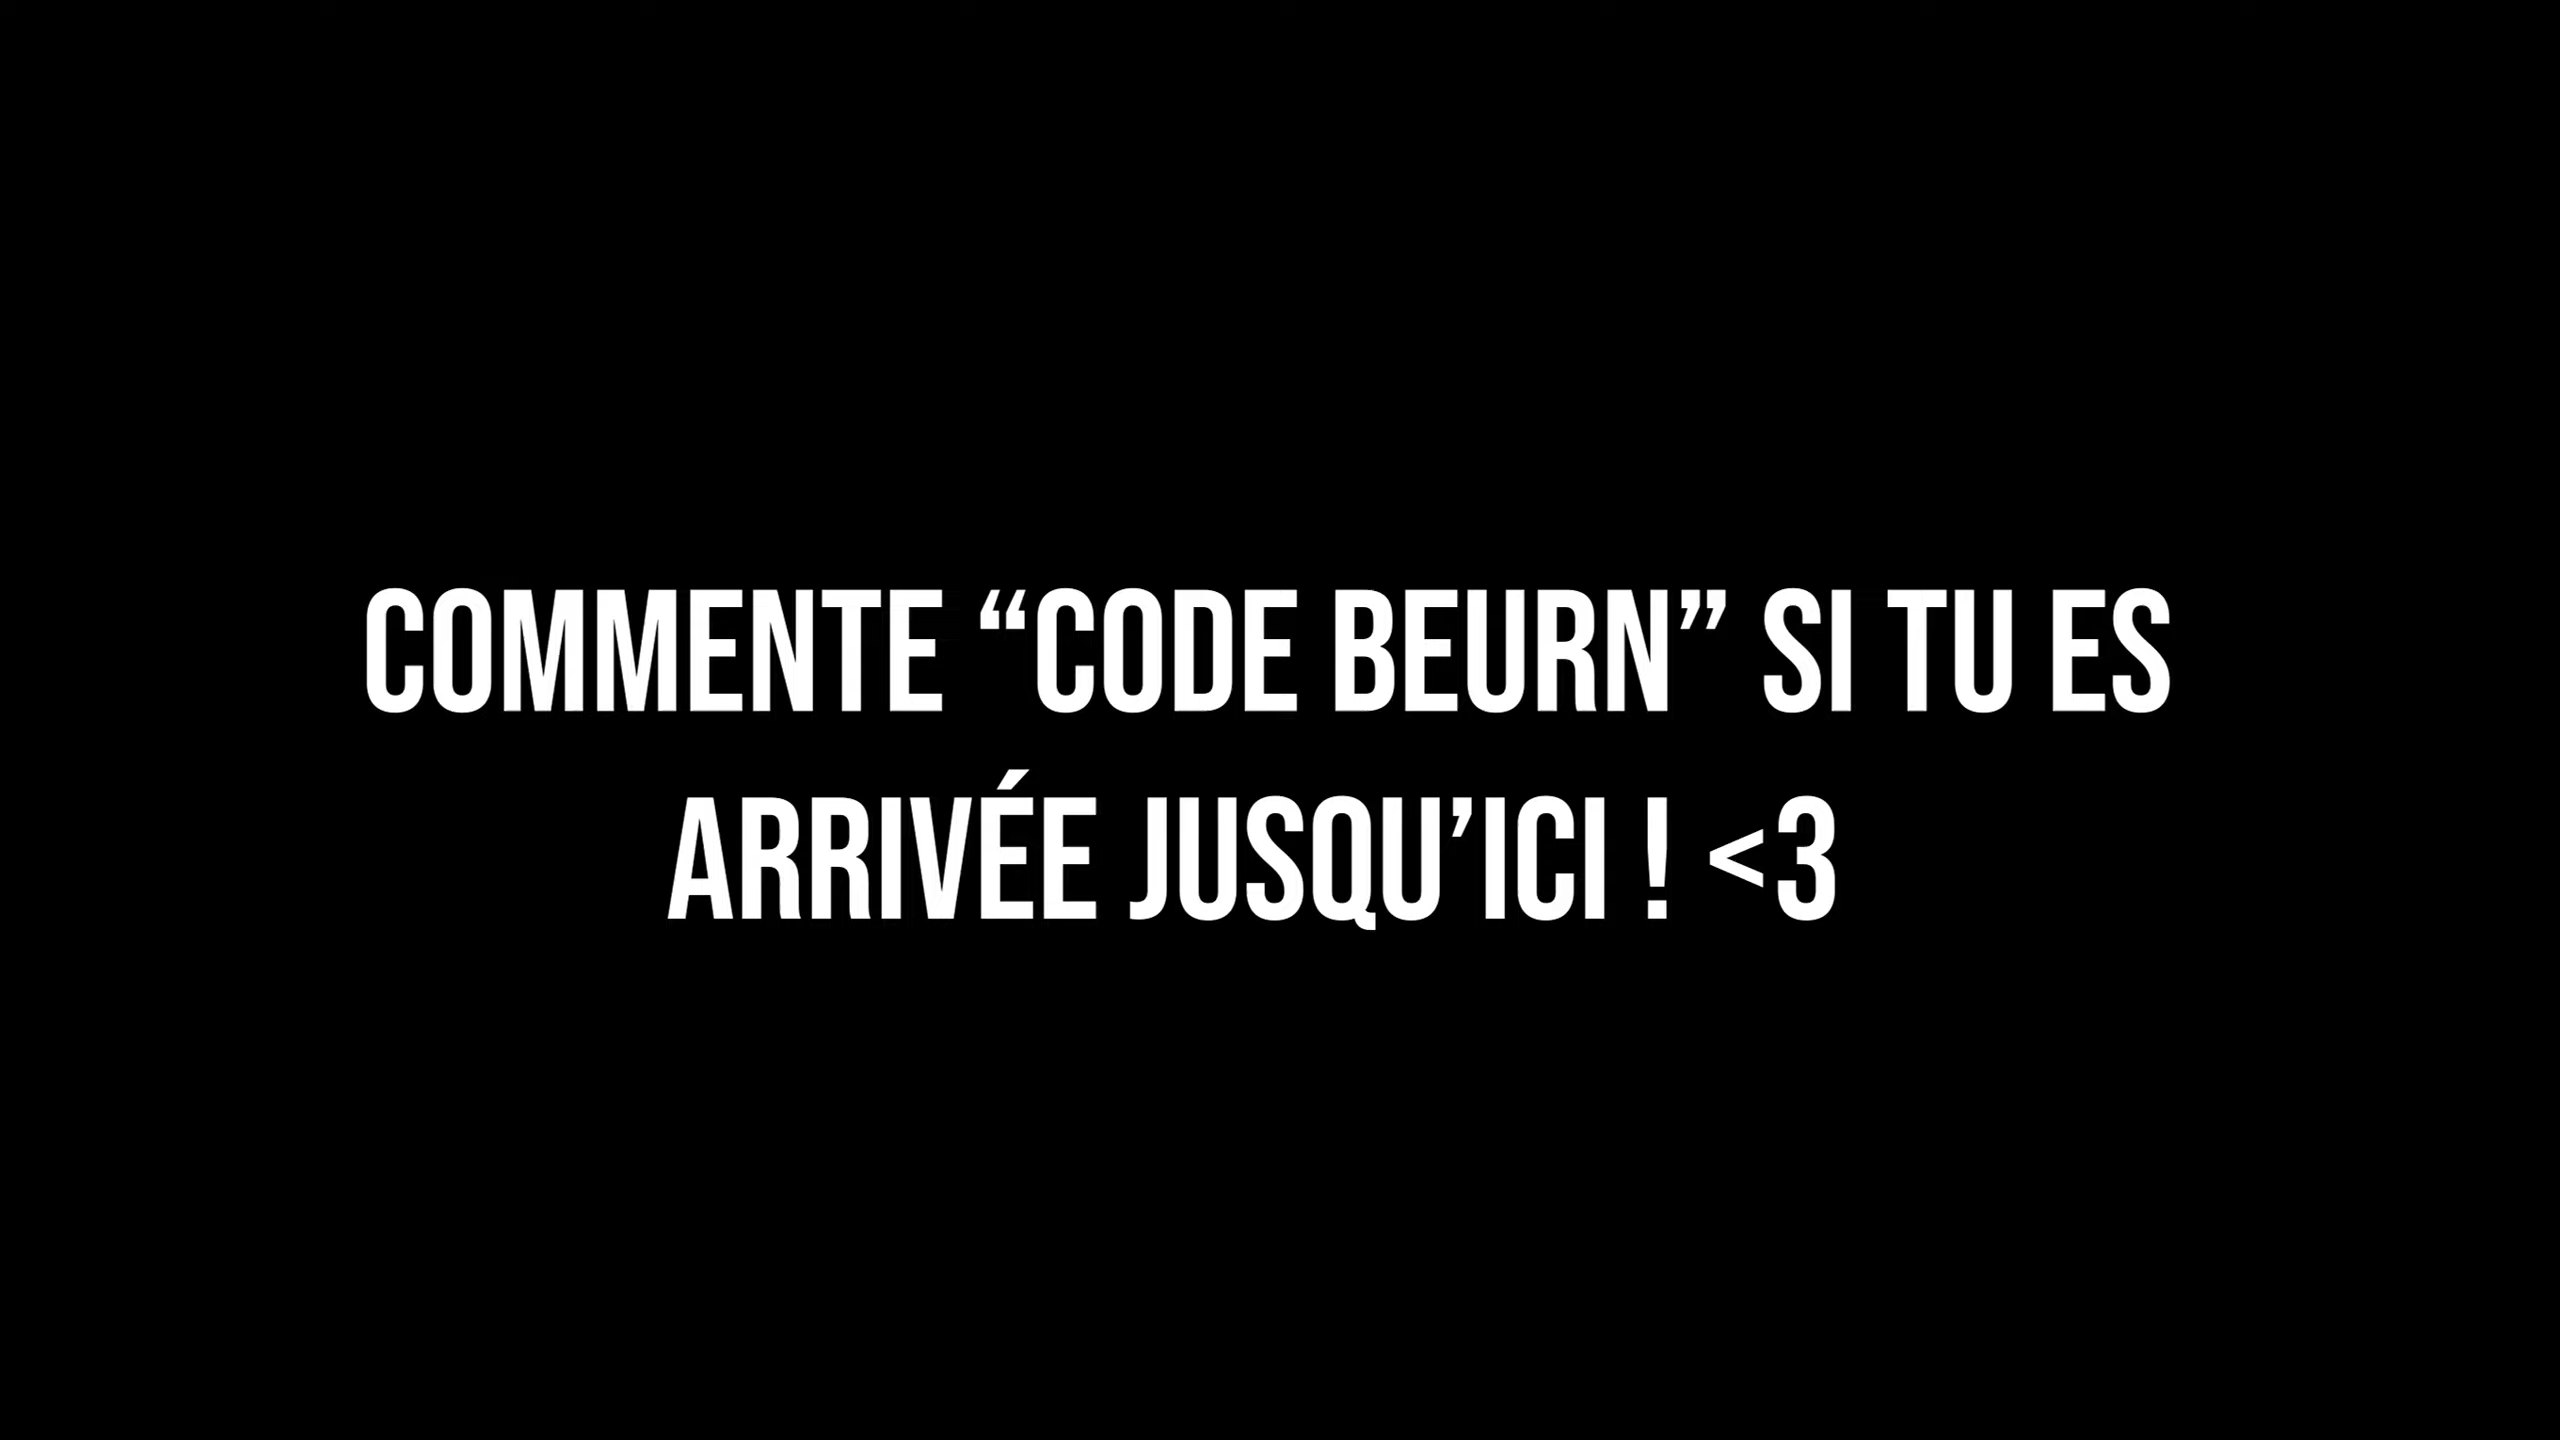 COMMENTE “CODE BEURN” SI TU ES
ARRIVÉE JUSQU’ICI ! <3